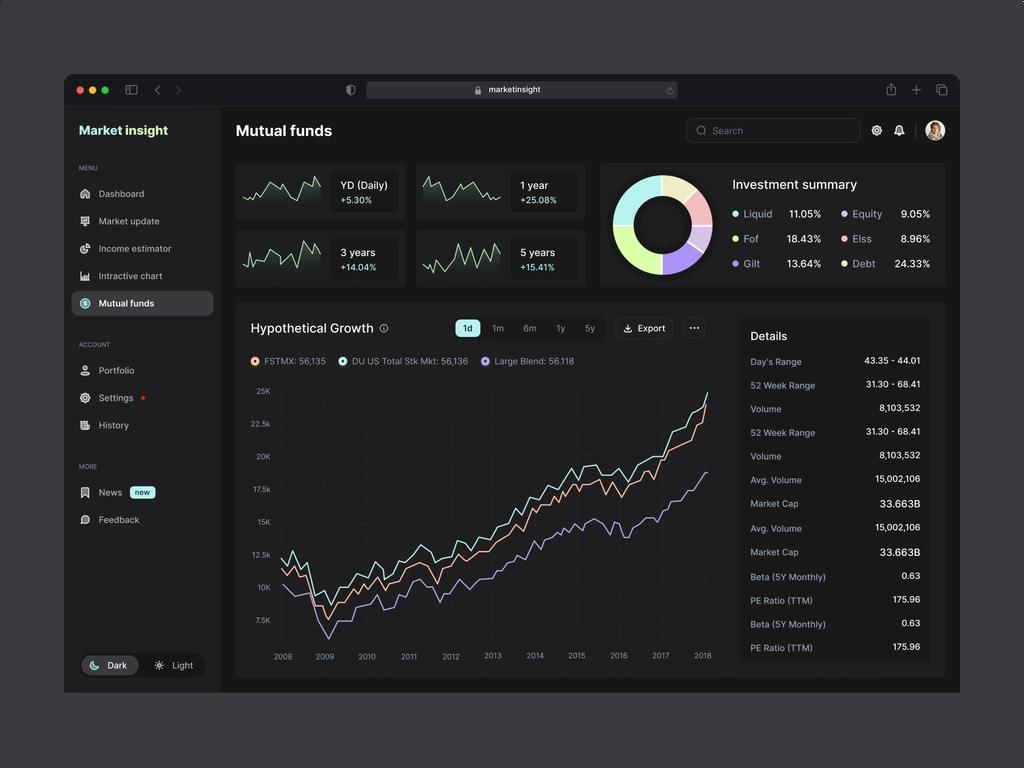 marketinsight
Market insight
MENU
Dashboard
Market update
Income estimator
Intractive chart
Mutual funds
ACCOUNT
Portfolio
Settings
History
MORE
News new
Feedback
Dark Light
Mutual funds
Search
YD (Daily)
+5.30%
1 year
+25.08%
3 years
+14.04%
5 years
+15.41%
Investment summary
Liquid 11.05% Equity 9.05%
Fof 18.43% Elss 8.96%
Gilt 13.64% Debt 24.33%
Hypothetical Growth 1d 1m 6m 1y 5y Export
FSTMX: 56,135 DU US Total Stk Mkt: 56,136 Large Blend: 56.118
25K
22.5k
20K
17.5k
15K
12.5k
10K
7.5K
2008 2009 2010 2011 2012 2013 2014 2015 2016 2017 2018
Details
Day's Range 43.35 - 44.01
52 Week Range 31.30 - 68.41
Volume 8,103,532
52 Week Range 31.30 - 68.41
Volume 8,103,532
Avg. Volume 15,002,106
Market Cap 33.663B
Avg. Volume 15,002,106
Market Cap 33.663B
Beta (5Y Monthly) 0.63
PE Ratio (TTM) 175.96
Beta (5Y Monthly) 0.63
PE Ratio (TTM) 175.96